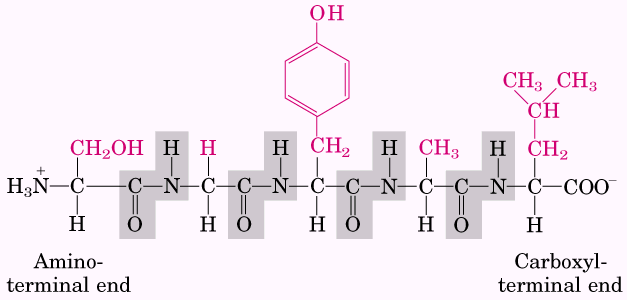 OH
CH₃ CH₃
CH
CH₂OH H H H CH₂ H CH₃ H CH₂
H₃N⁺ C C N C C N C C N C C N C COO⁻
H O H O H O H O H
Amino-
terminal end
Carboxyl-
terminal end